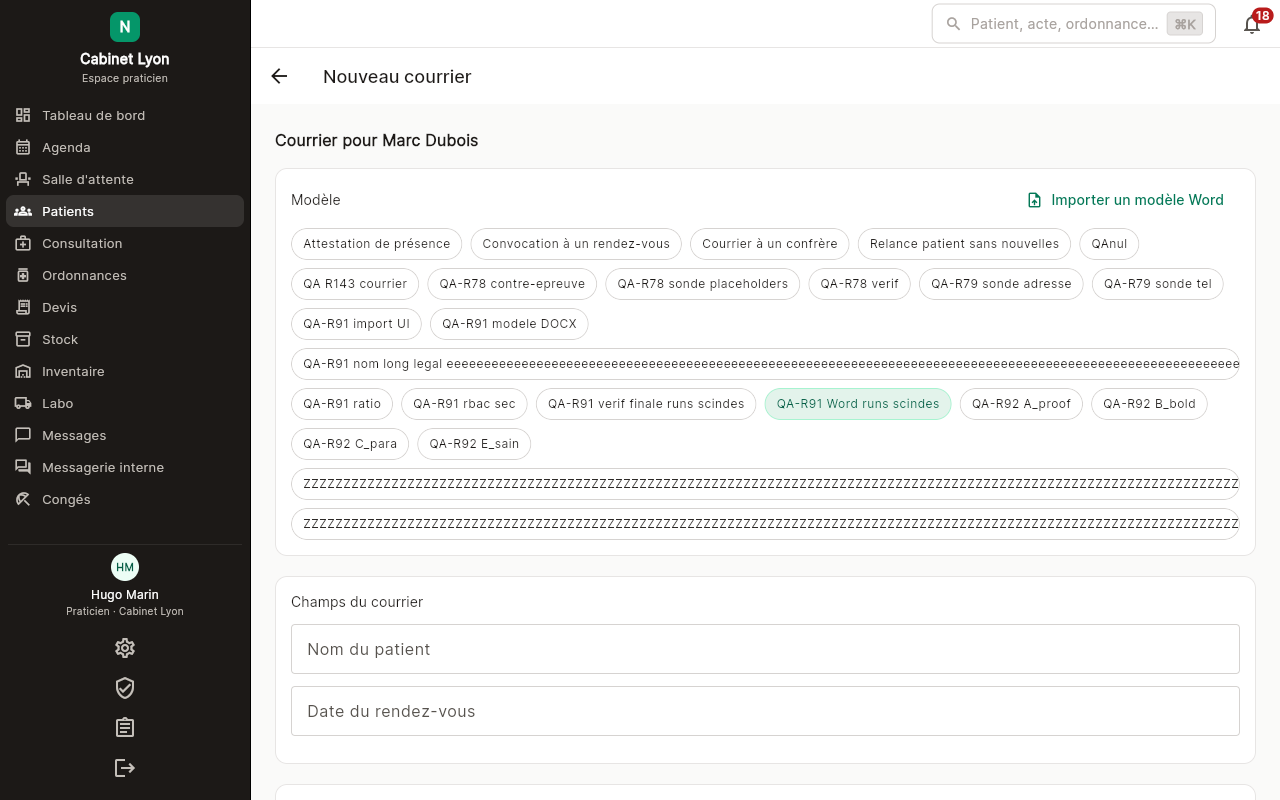 N
Cabinet Lyon
Espace praticien
Tableau de bord
Agenda
Salle d'attente
Patients
Consultation
Ordonnances
Devis
Stock
Inventaire
Labo
Messages
Messagerie interne
Congés
HM
Hugo Marin
Praticien · Cabinet Lyon
Patient, acte, ordonnance... ⌘K
18
Nouveau courrier
Courrier pour Marc Dubois
Modèle
Importer un modèle Word
Attestation de présence
Convocation à un rendez-vous
Courrier à un confrère
Relance patient sans nouvelles
QAnul
QA R143 courrier
QA-R78 contre-epreuve
QA-R78 sonde placeholders
QA-R78 verif
QA-R79 sonde adresse
QA-R79 sonde tel
QA-R91 import UI
QA-R91 modele DOCX
QA-R91 nom long legal
QA-R91 ratio
QA-R91 rbac sec
QA-R91 verif finale runs scindes
QA-R91 Word runs scindes
QA-R92 A_proof
QA-R92 B_bold
QA-R92 C_para
QA-R92 E_sain
Champs du courrier
Nom du patient
Date du rendez-vous